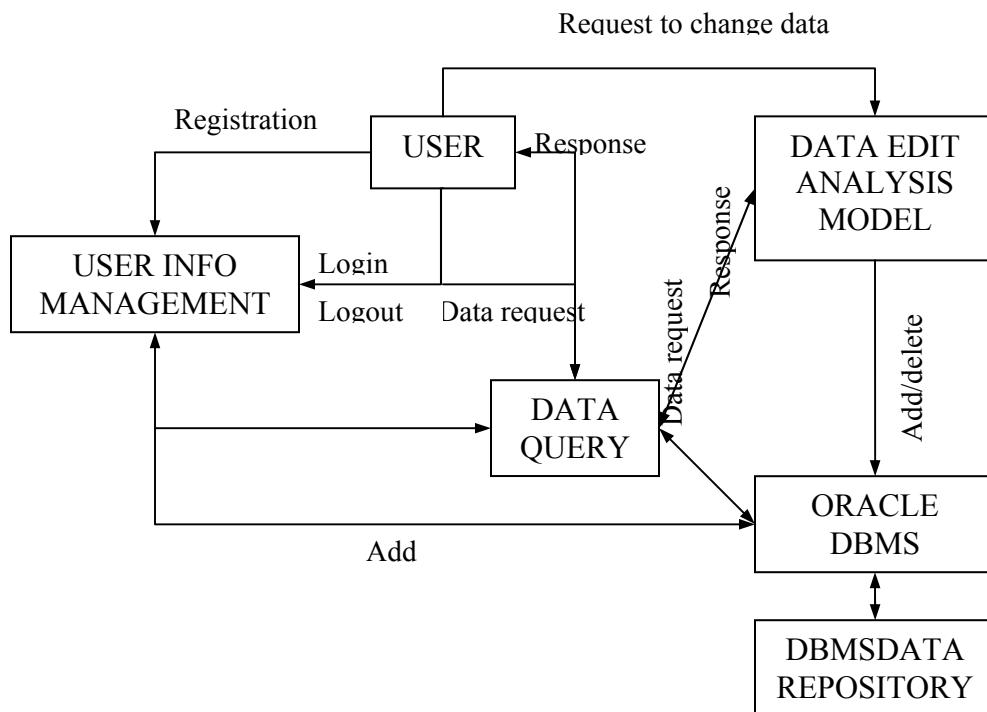 Request to change data
Registration
USER
Response
DATA EDIT
ANALYSIS
MODEL
USER INFO
MANAGEMENT
Login
Logout
Data request
Response
Data request
DATA
QUERY
Add/delete
ORACLE
DBMS
Add
DBMSDATA
REPOSITORY